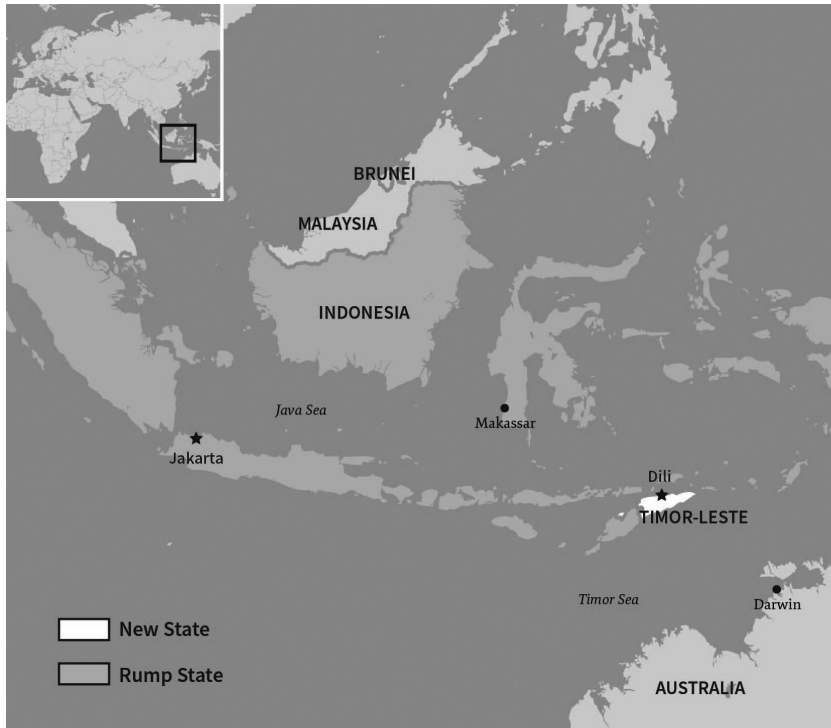 BRUNEI
MALAYSIA
INDONESIA
Java Sea
Makassar
Jakarta
Dili
TIMOR-LESTE
Timor Sea
Darwin
New State
Rump State
AUSTRALIA